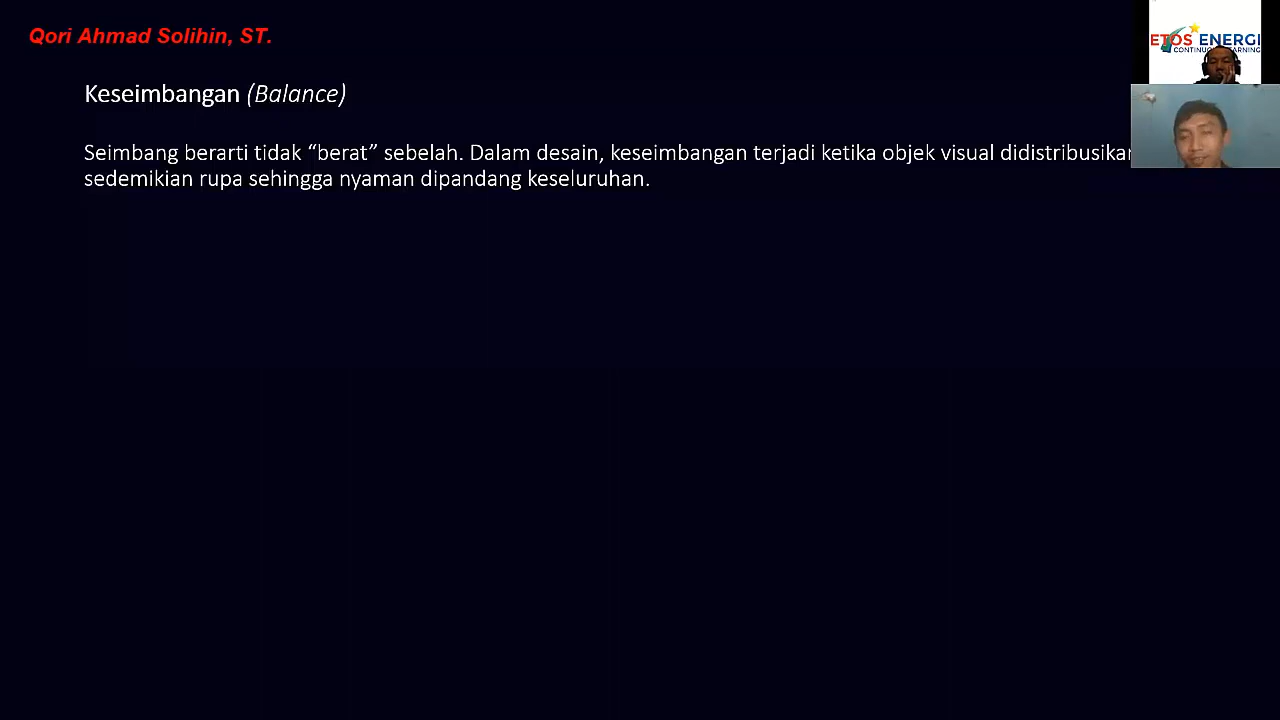 Qori Ahmad Solihin, ST.
ETOS ENERGI
Keseimbangan (Balance)
Seimbang berarti tidak “berat” sebelah. Dalam desain, keseimbangan terjadi ketika objek visual didistribusikan
sedemikian rupa sehingga nyaman dipandang keseluruhan.